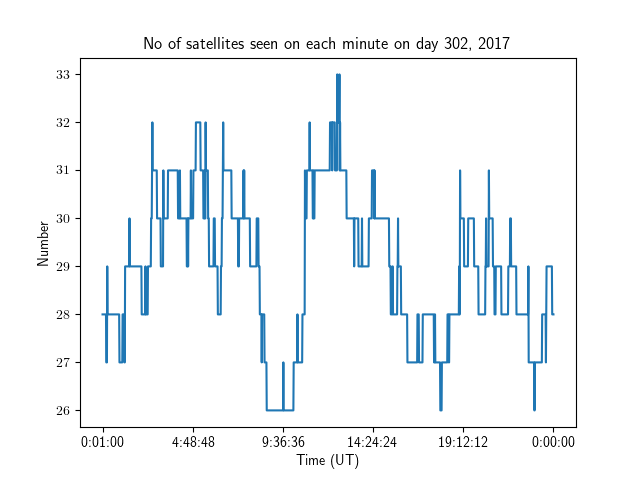 No of satellites seen on each minute on day 302, 2017
33
32
31
30
29
28
27
26
Number
0:01:00 4:48:48 9:36:36 14:24:24 19:12:12 0:00:00
Time (UT)